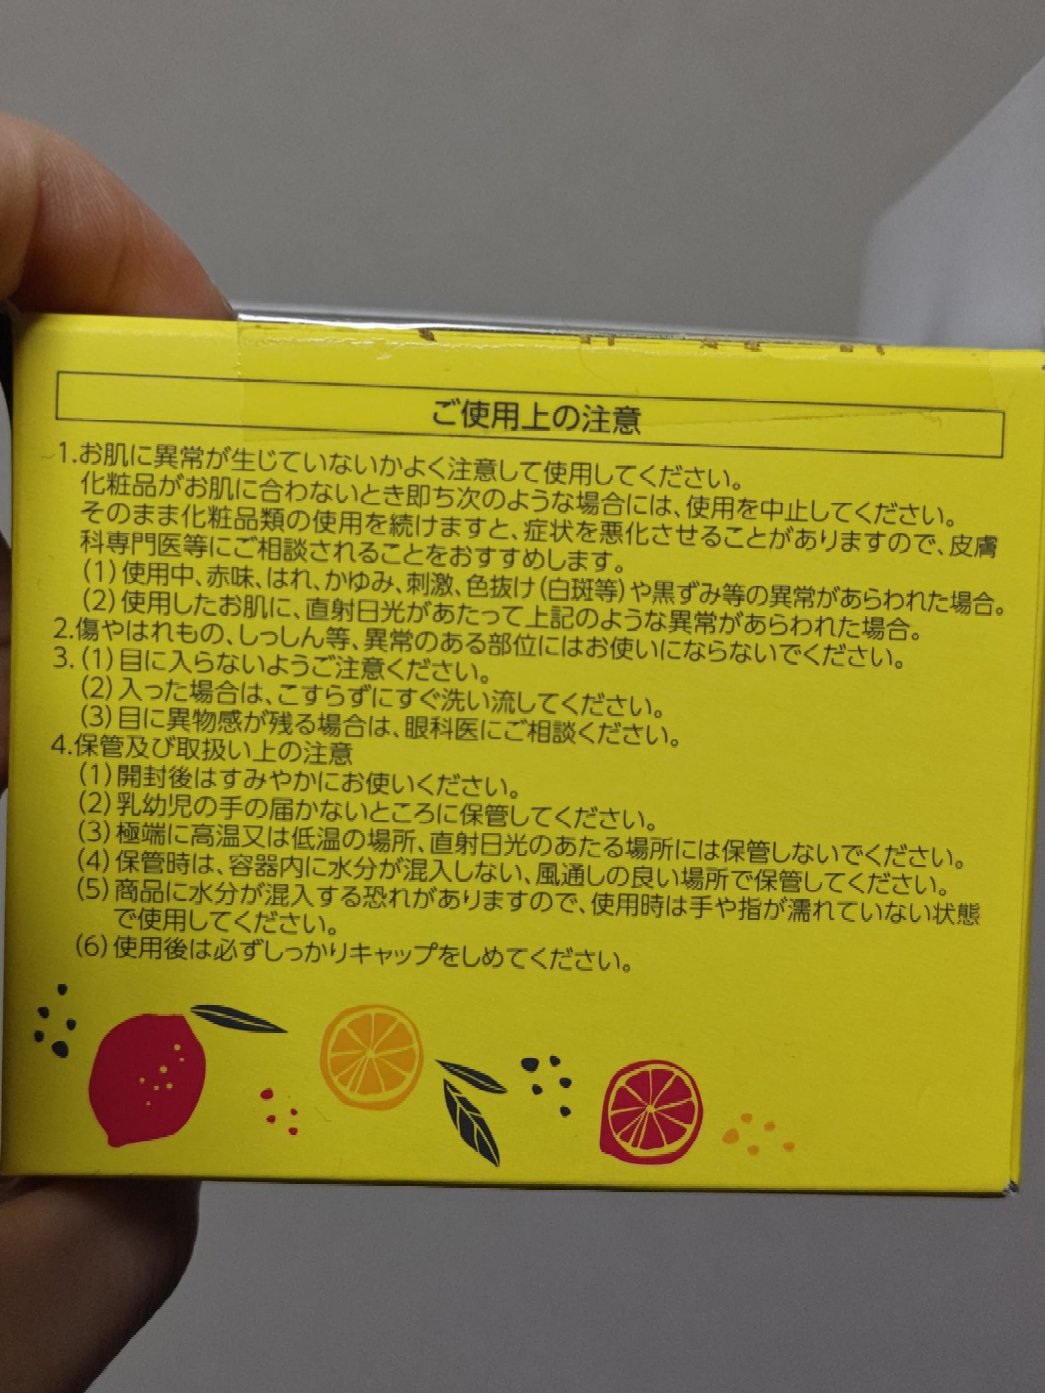 ご使用上の注意
1.お肌に異常が生じていないかよく注意して使用してください。
化粧品がお肌に合わないとき即ち次のような場合には、使用を中止してください。
そのまま化粧品類の使用を続けますと、症状を悪化させることがありますので、皮膚
科専門医等にご相談されることをおすすめします。
(1)使用中、赤味、はれ、かゆみ、刺激、色抜け(白斑等)や黒ずみ等の異常があらわれた場合。
(2)使用したお肌に、直射日光があたって上記のような異常があらわれた場合。
2.傷やはれもの、しっしん等、異常のある部位にはお使いにならないでください。
3.(1)目に入らないようご注意ください。
(2)入った場合は、こすらずにすぐ洗い流してください。
(3)目に異物感が残る場合は、眼科医にご相談ください。
4.保管及び取扱い上の注意
(1)開封後はすみやかにお使いください。
(2)乳幼児の手の届かないところに保管してください。
(3)極端に高温又は低温の場所、直射日光のあたる場所には保管しないでください。
(4)保管時は、容器内に水分が混入しない、風通しの良い場所で保管してください。
(5)商品に水分が混入する恐れがありますので、使用時は手や指が濡れていない状態
で使用してください。
(6)使用後は必ずしっかりキャップをしめてください。